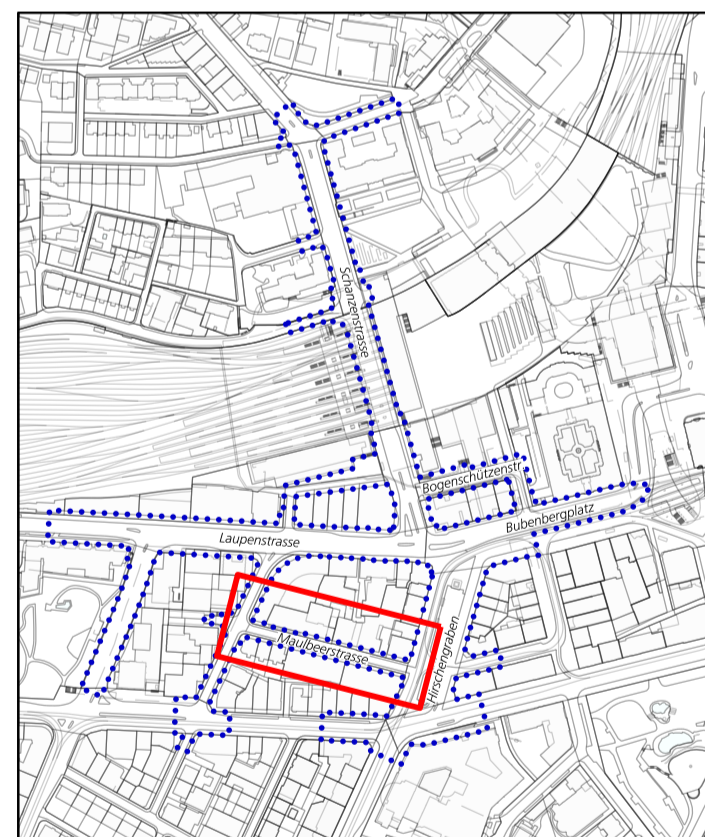 Schanzenstrasse
Bogenschützenstr.
Bubenbergplatz
Laupenstrasse
Maulbeerstrasse
Hirschengraben